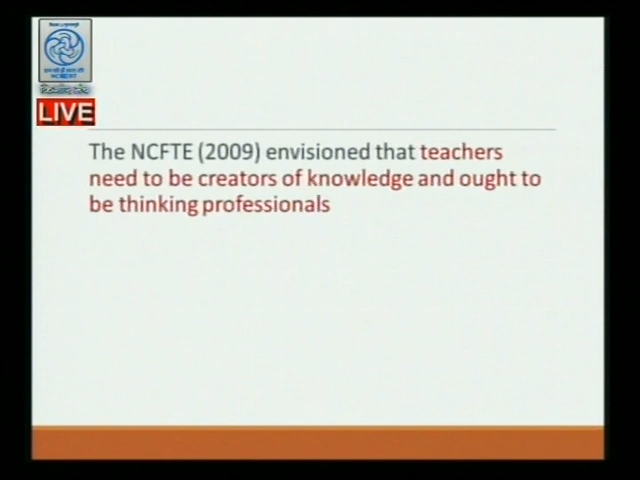 NCERT
LIVE
The NCFTE (2009) envisioned that teachers
need to be creators of knowledge and ought to
be thinking professionals